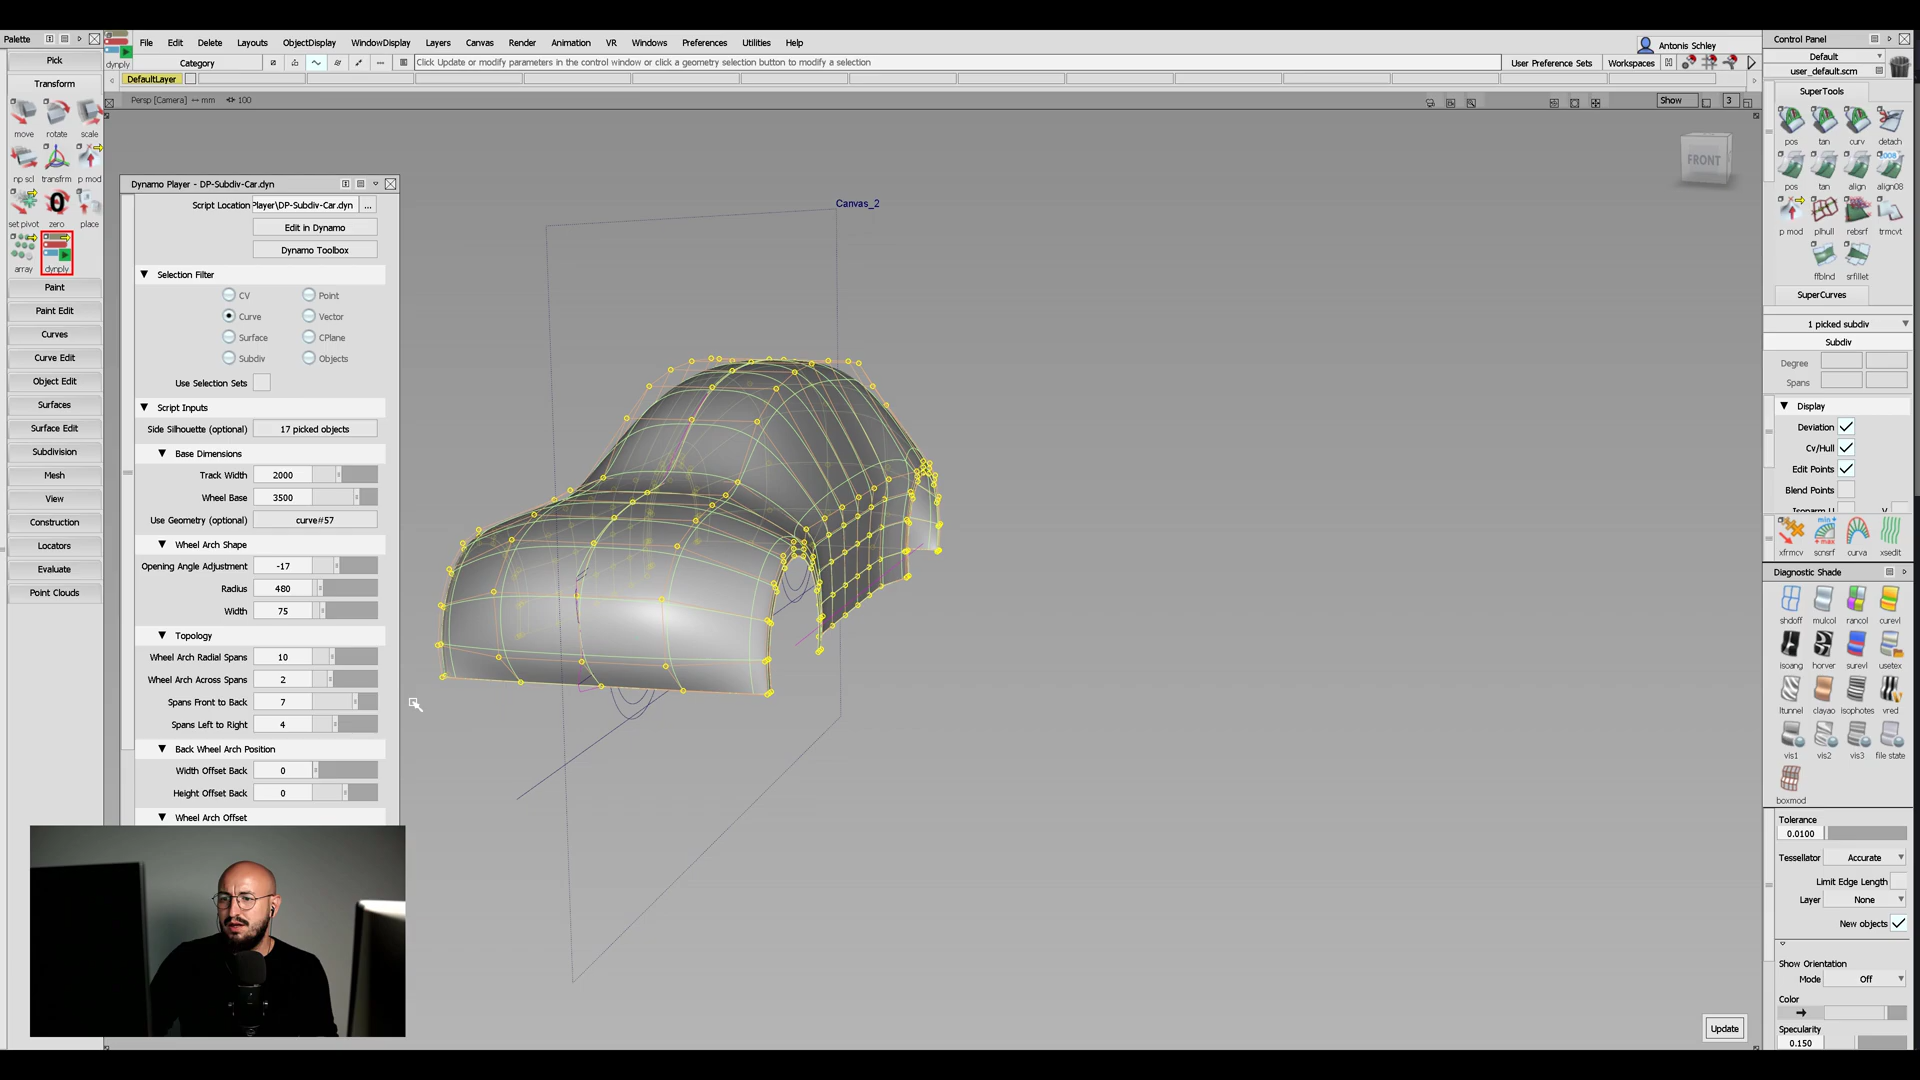 Palette
Pick
Transform
move rotate scale
np scl transfrm p mod
set pivot zero place
array dynply
Paint
Paint Edit
Curves
Curve Edit
Object Edit
Surfaces
Surface Edit
Subdivision
Mesh
View
Construction
Locators
Evaluate
Point Clouds
dynply
File Edit Delete Layouts ObjectDisplay WindowDisplay Layers Canvas Render Animation VR Windows Preferences Utilities Help
Antonis Schley
Category
Click Update or modify parameters in the control window or click a geometry selection button to modify a selection
User Preference Sets Workspaces
DefaultLayer
Persp [Camera] ↔ mm 100
Show 3
FRONT
Canvas_2
Dynamo Player - DP-Subdiv-Car.dyn
Script Location Player\DP-Subdiv-Car.dyn ...
Edit in Dynamo
Dynamo Toolbox
Selection Filter
CV Point
Curve Vector
Surface CPlane
Subdiv Objects
Use Selection Sets
Script Inputs
Side Silhouette (optional) 17 picked objects
Base Dimensions
Track Width 2000
Wheel Base 3500
Use Geometry (optional) curve#57
Wheel Arch Shape
Opening Angle Adjustment -17
Radius 480
Width 75
Topology
Wheel Arch Radial Spans 10
Wheel Arch Across Spans 2
Spans Front to Back 7
Spans Left to Right 4
Back Wheel Arch Position
Width Offset Back 0
Height Offset Back 0
Wheel Arch Offset
Update
Control Panel
Default
user_default.scm
SuperTools
pos tan curv detach
pos tan align align08
p mod plhull rebsrf trmcvt
ffblnd srfillet
SuperCurves
1 picked subdiv
Subdiv
Degree
Spans
Display
Deviation
Cv/Hull
Edit Points
Blend Points
xfrmcv scnsrf curva xsedit
Diagnostic Shade
shdoff mulcol rancol curevl
isoang horver surevl usetex
ltunnel clayao isophotes vred
vis1 vis2 vis3 file state
boxmod
Tolerance
0.0100
Tessellator Accurate
Limit Edge Length
Layer None
New objects
Show Orientation
Mode Off
Color
Specularity
0.150